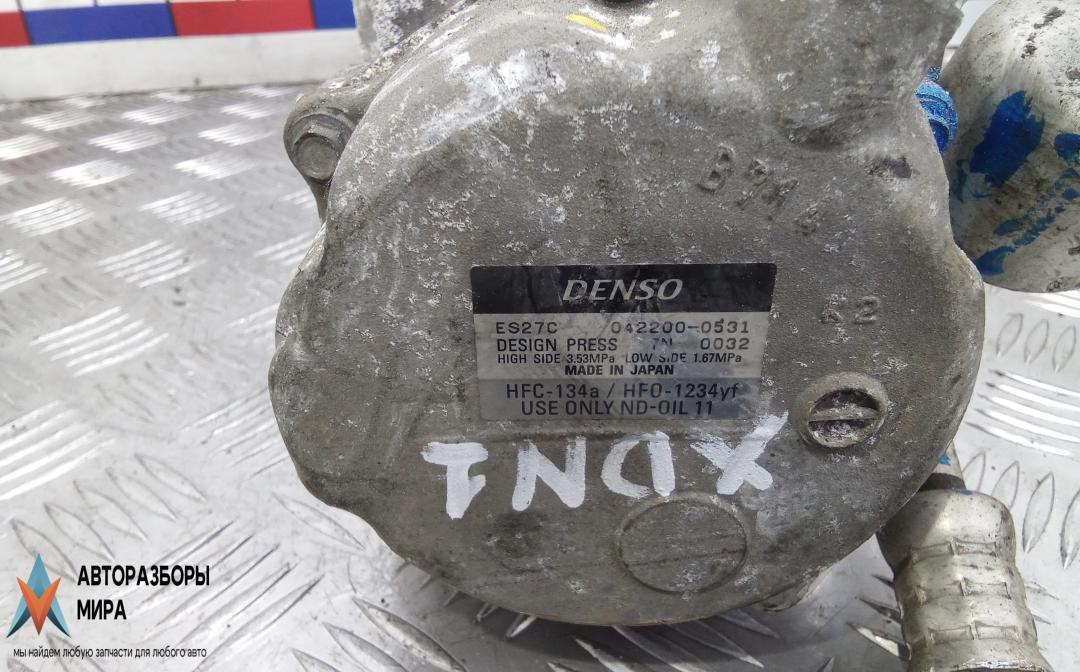 DENSO
ES27C 042200-0531
DESIGN PRESS 7N 0032
HIGH SIDE 3.53MPa LOW SIDE 1.67MPa
MADE IN JAPAN
HFC-134a / HFO-1234yf
USE ONLY ND-OIL 11
XDN1
АВТОРАЗБОРЫ
МИРА
мы найдем любую запчасти для любого авто